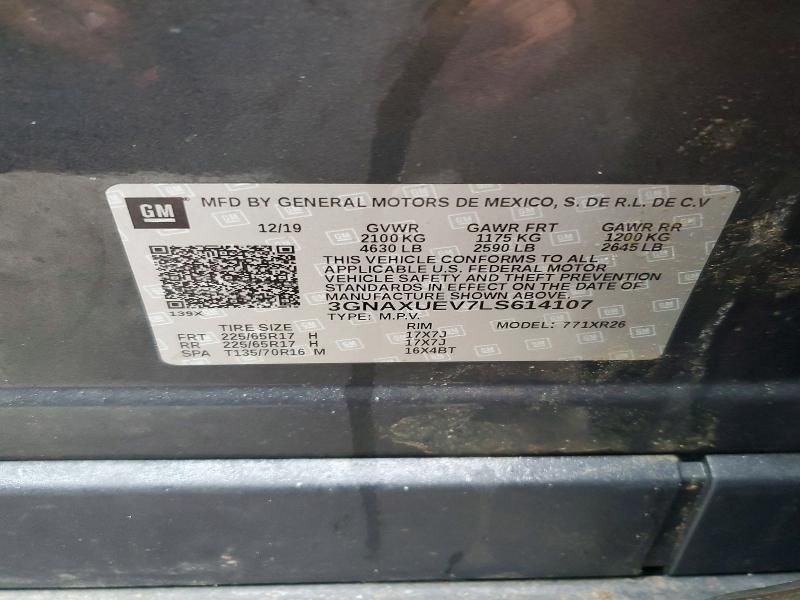 GM MFD BY GENERAL MOTORS DE MEXICO, S. DE R.L. DE C.V
12/19 GVWR GAWR FRT GAWR RR
2100 KG 1175 KG 1200 KG
4630 LB 2590 LB 2645 LB
THIS VEHICLE CONFORMS TO ALL
APPLICABLE U.S. FEDERAL MOTOR
VEHICLE SAFETY AND THEFT PREVENTION
STANDARDS IN EFFECT ON THE DATE OF
MANUFACTURE SHOWN ABOVE.
139X 3GNAXUEV7LS614107
TYPE: M.P.V.
TIRE SIZE RIM MODEL: 771XR26
FRT 225/65R17 H 17X7J
RR 225/65R17 H 17X7J
SPA T135/70R16 M 16X4BT